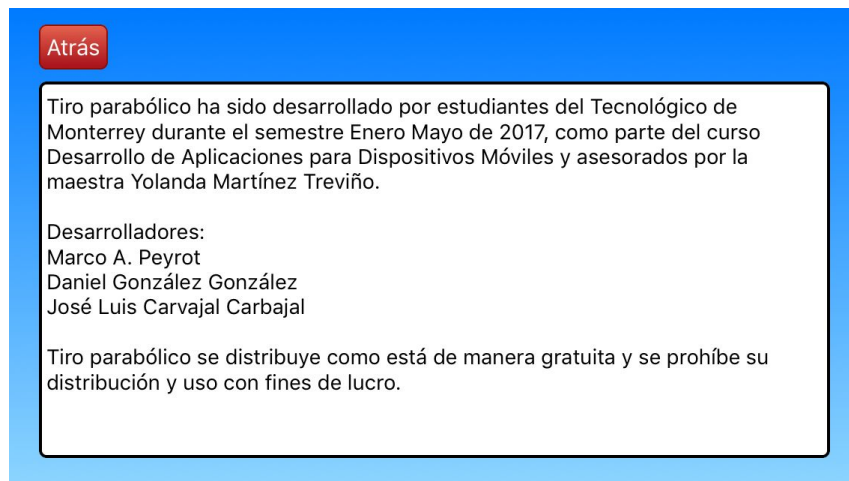 Atrás
Tiro parabólico ha sido desarrollado por estudiantes del Tecnológico de
Monterrey durante el semestre Enero Mayo de 2017, como parte del curso
Desarrollo de Aplicaciones para Dispositivos Móviles y asesorados por la
maestra Yolanda Martínez Treviño.
Desarrolladores:
Marco A. Peyrot
Daniel González González
José Luis Carvajal Carbajal
Tiro parabólico se distribuye como está de manera gratuita y se prohíbe su
distribución y uso con fines de lucro.